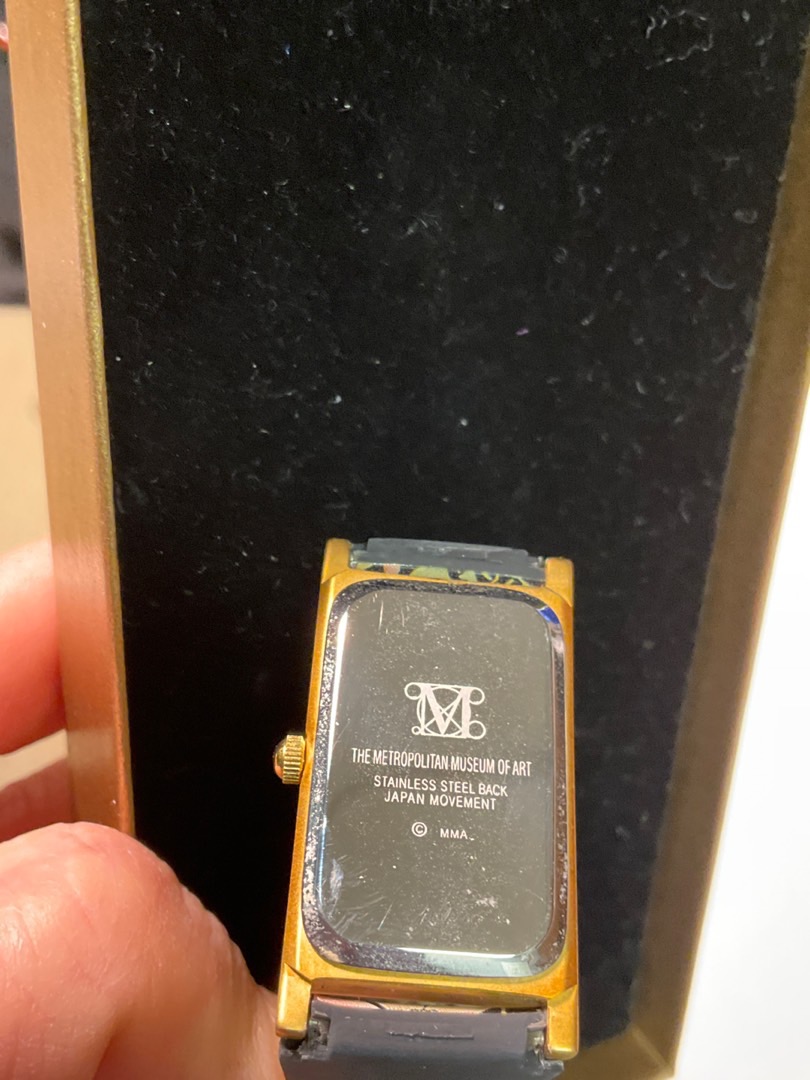 M
THE METROPOLITAN MUSEUM OF ART
STAINLESS STEEL BACK
JAPAN MOVEMENT
© MMA